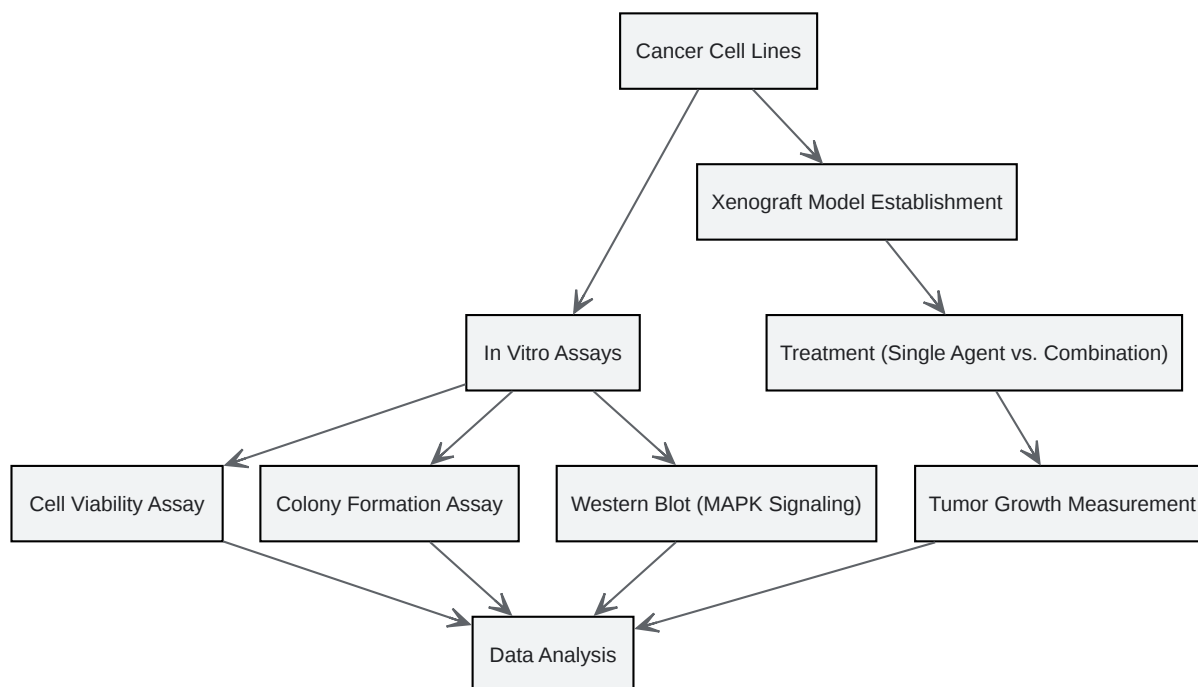 Cancer Cell Lines
Xenograft Model Establishment
In Vitro Assays
Treatment (Single Agent vs. Combination)
Cell Viability Assay
Colony Formation Assay
Western Blot (MAPK Signaling)
Tumor Growth Measurement
Data Analysis